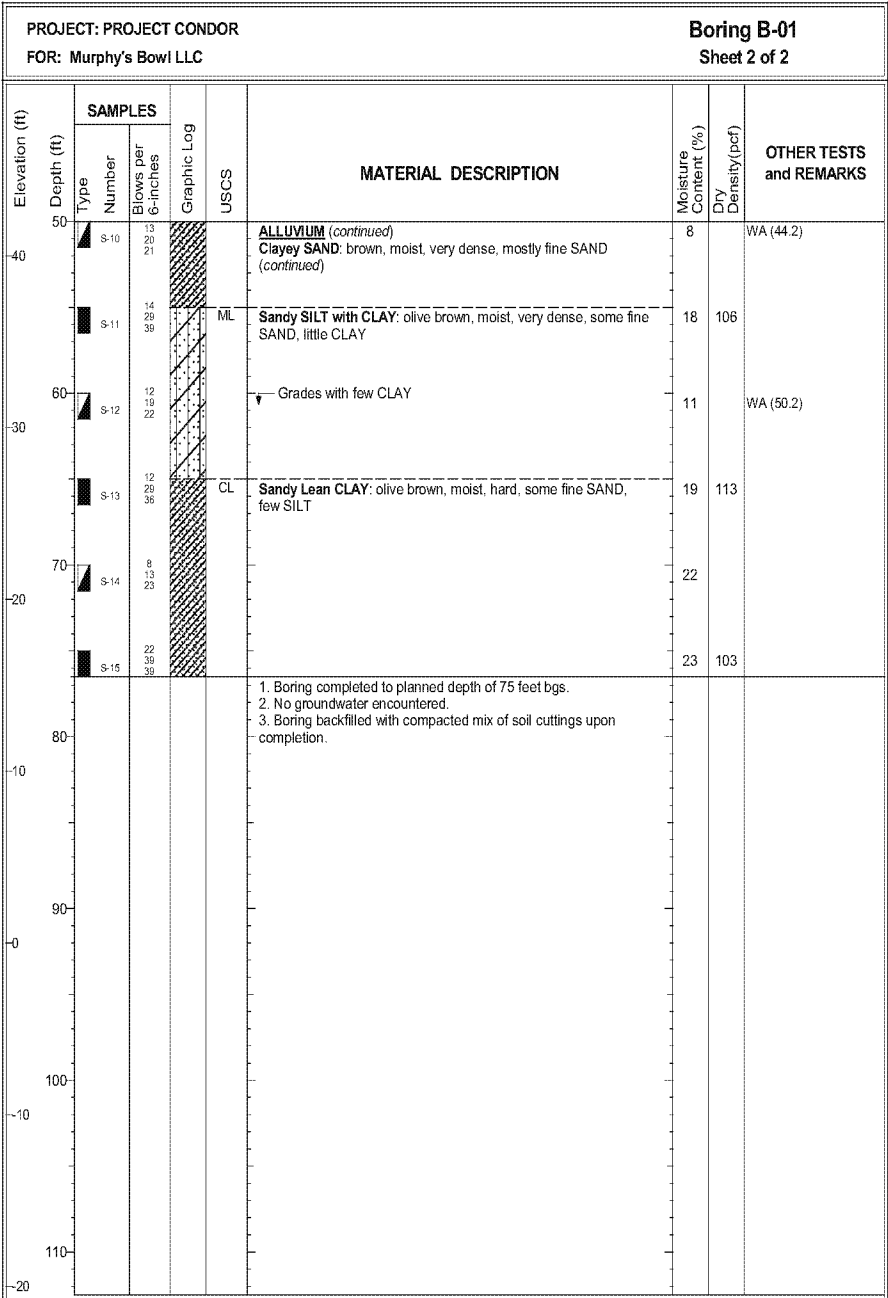 PROJECT: PROJECT CONDOR
FOR: Murphy's Bowl LLC
Boring B-01
Sheet 2 of 2
Elevation (ft)
Depth (ft)
SAMPLES
Type
Number
Blows per 6-inches
Graphic Log
USCS
MATERIAL DESCRIPTION
Moisture Content (%)
Dry Density(pcf)
OTHER TESTS
and REMARKS
50
S-10
13
20
21
ALLUVIUM (continued)
Clayey SAND: brown, moist, very dense, mostly fine SAND
(continued)
8
WA (44.2)
-40
S-11
14
29
39
ML
Sandy SILT with CLAY: olive brown, moist, very dense, some fine
SAND, little CLAY
18
106
60
S-12
12
19
22
Grades with few CLAY
11
WA (50.2)
-30
S-13
12
29
36
CL
Sandy Lean CLAY: olive brown, moist, hard, some fine SAND,
few SILT
19
113
70
S-14
8
13
23
22
-20
S-15
22
39
39
23
103
1. Boring completed to planned depth of 75 feet bgs.
2. No groundwater encountered.
3. Boring backfilled with compacted mix of soil cuttings upon
completion.
80
-10
90
-0
100
--10
110
--20